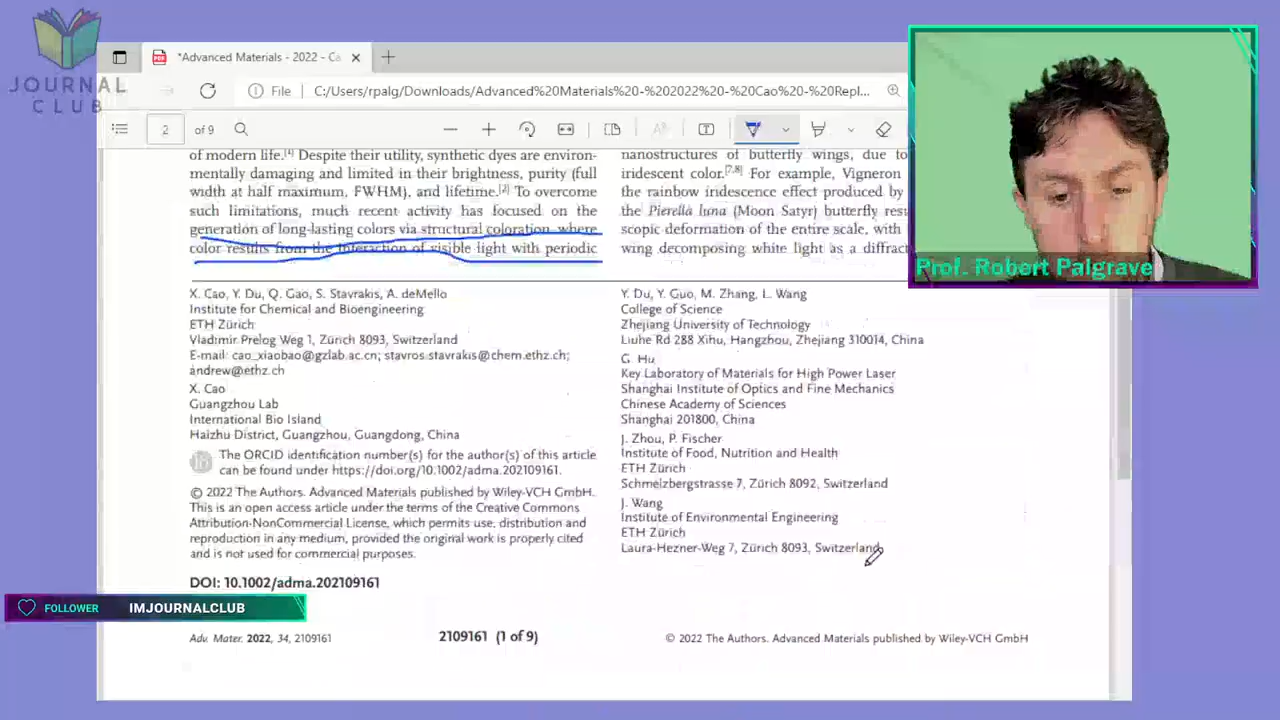 JOURNAL
CLUB
*Advanced Materials - 2022 - Ca
File
C:/Users/rpalg/Downloads/Advanced%20Materials%20-%202022%20-%20Cao%20-%20Repl...
2
of 9
of modern life.[1] Despite their utility, synthetic dyes are environ-
mentally damaging and limited in their brightness, purity (full
width at half maximum, FWHM), and lifetime.[2] To overcome
such limitations, much recent activity has focused on the
generation of long-lasting colors via structural coloration, where
color results from the interaction of visible light with periodic
nanostructures of butterfly wings, due to
iridescent color.[7,8] For example, Vigneron
the rainbow iridescence effect produced by
the Pierella luna (Moon Satyr) butterfly rest
scopic deformation of the entire scale, with
wing decomposing white light as a diffract
X. Cao, Y. Du, Q. Gao, S. Stavrakis, A. deMello
Institute for Chemical and Bioengineering
ETH Zürich
Vladimir Prelog Weg 1, Zürich 8093, Switzerland
E-mail: cao_xiaobao@gzlab.ac.cn; stavros.stavrakis@chem.ethz.ch;
andrew@ethz.ch
X. Cao
Guangzhou Lab
International Bio Island
Haizhu District, Guangzhou, Guangdong, China
The ORCID identification number(s) for the author(s) of this article
can be found under https://doi.org/10.1002/adma.202109161.
© 2022 The Authors. Advanced Materials published by Wiley-VCH GmbH.
This is an open access article under the terms of the Creative Commons
Attribution-NonCommercial License, which permits use, distribution and
reproduction in any medium, provided the original work is properly cited
and is not used for commercial purposes.
DOI: 10.1002/adma.202109161
Y. Du, Y. Guo, M. Zhang, L. Wang
College of Science
Zhejiang University of Technology
Liuhe Rd 288 Xihu, Hangzhou, Zhejiang 310014, China
G. Hu
Key Laboratory of Materials for High Power Laser
Shanghai Institute of Optics and Fine Mechanics
Chinese Academy of Sciences
Shanghai 201800, China
J. Zhou, P. Fischer
Institute of Food, Nutrition and Health
ETH Zürich
Schmelzbergstrasse 7, Zürich 8092, Switzerland
J. Wang
Institute of Environmental Engineering
ETH Zürich
Laura-Hezner-Weg 7, Zürich 8093, Switzerland
Adv. Mater. 2022, 34, 2109161
2109161 (1 of 9)
© 2022 The Authors. Advanced Materials published by Wiley-VCH GmbH
Prof. Robert Palgrave
FOLLOWER
IMJOURNALCLUB